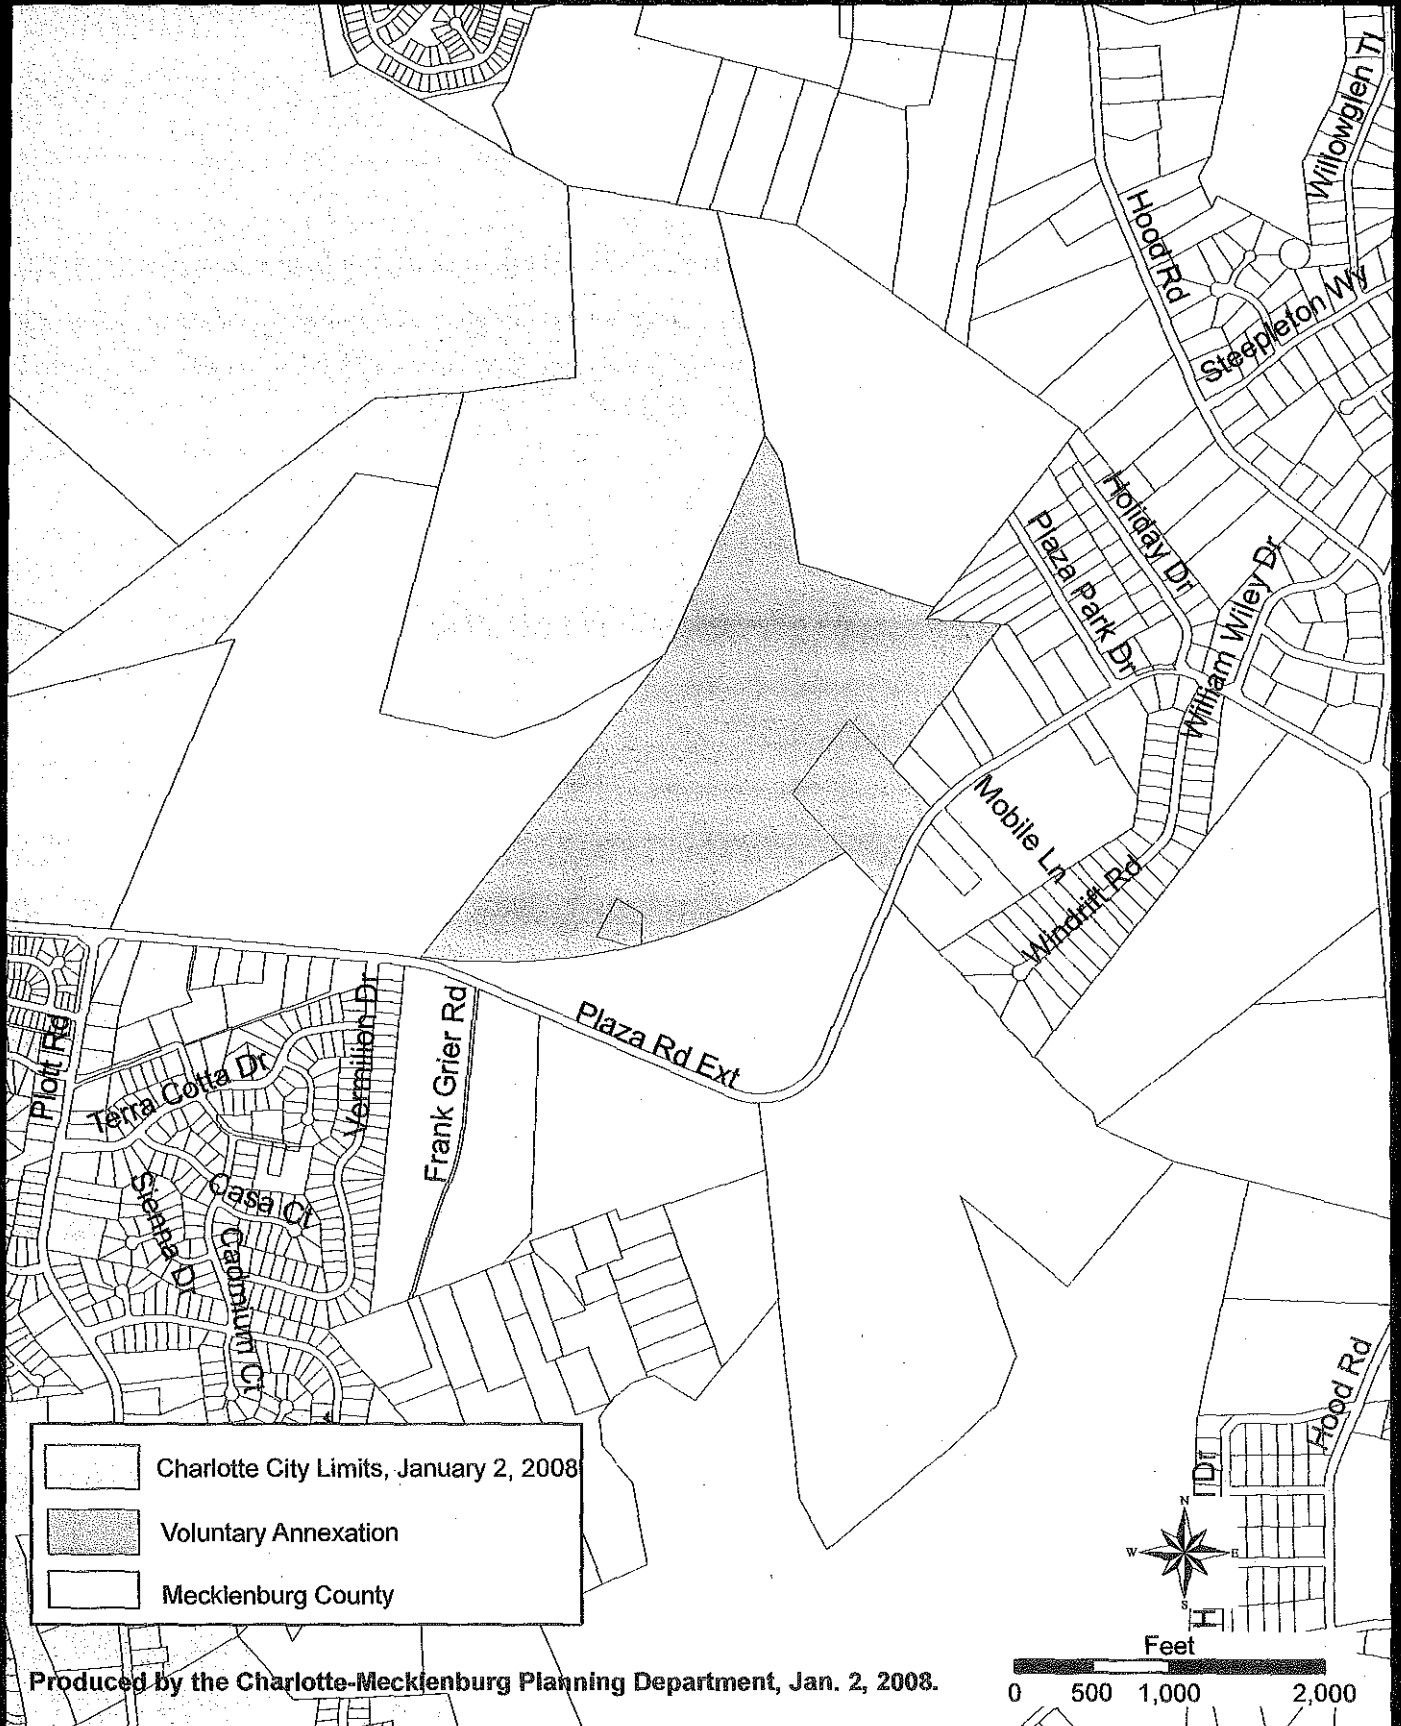 Willowglen Tl
Hood Rd
Steepleton Wy
Holiday Dr
Plaza Park Dr
William Wiley Dr
Mobile Ln
Windrift Rd
Plaza Rd Ext
Frank Grier Rd
Vermilion Dr
Plott Rd
Terra Cotta Dr
Casa Ct
Sienna Dr
Cadmium Ct
Hood Rd
Dr
H
N
W E
S
Charlotte City Limits, January 2, 2008
Voluntary Annexation
Mecklenburg County
Feet
0 500 1,000 2,000
Produced by the Charlotte-Mecklenburg Planning Department, Jan. 2, 2008.